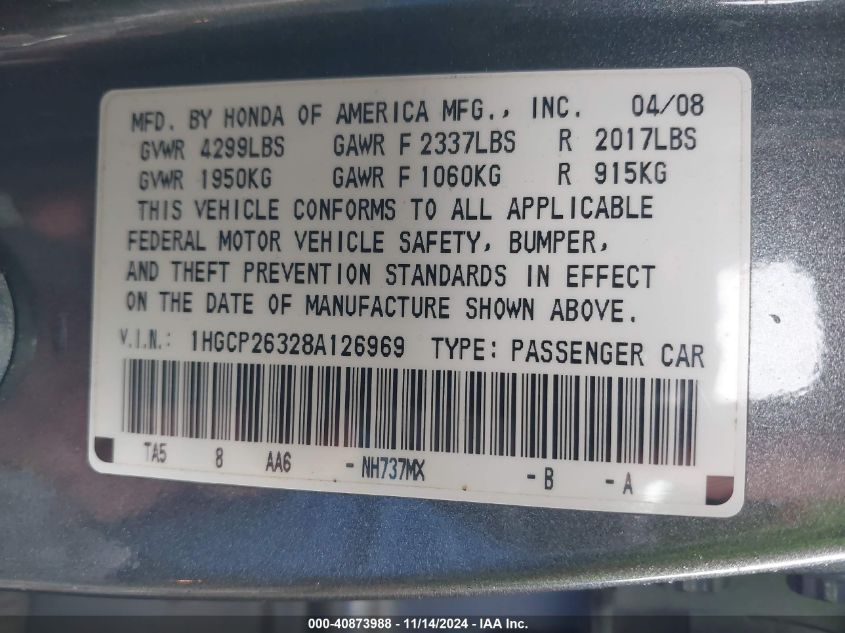 MFD. BY HONDA OF AMERICA MFG., INC. 04/08
GVWR 4299LBS GAWR F 2337LBS R 2017LBS
GVWR 1950KG GAWR F 1060KG R 915KG
THIS VEHICLE CONFORMS TO ALL APPLICABLE
FEDERAL MOTOR VEHICLE SAFETY, BUMPER,
AND THEFT PREVENTION STANDARDS IN EFFECT
ON THE DATE OF MANUFACTURE SHOWN ABOVE.
V.I.N.: 1HGCP26328A126969 TYPE: PASSENGER CAR
TA5 8 AA6 - NH737MX - B - A
000-40873988 - 11/14/2024 - IAA Inc.